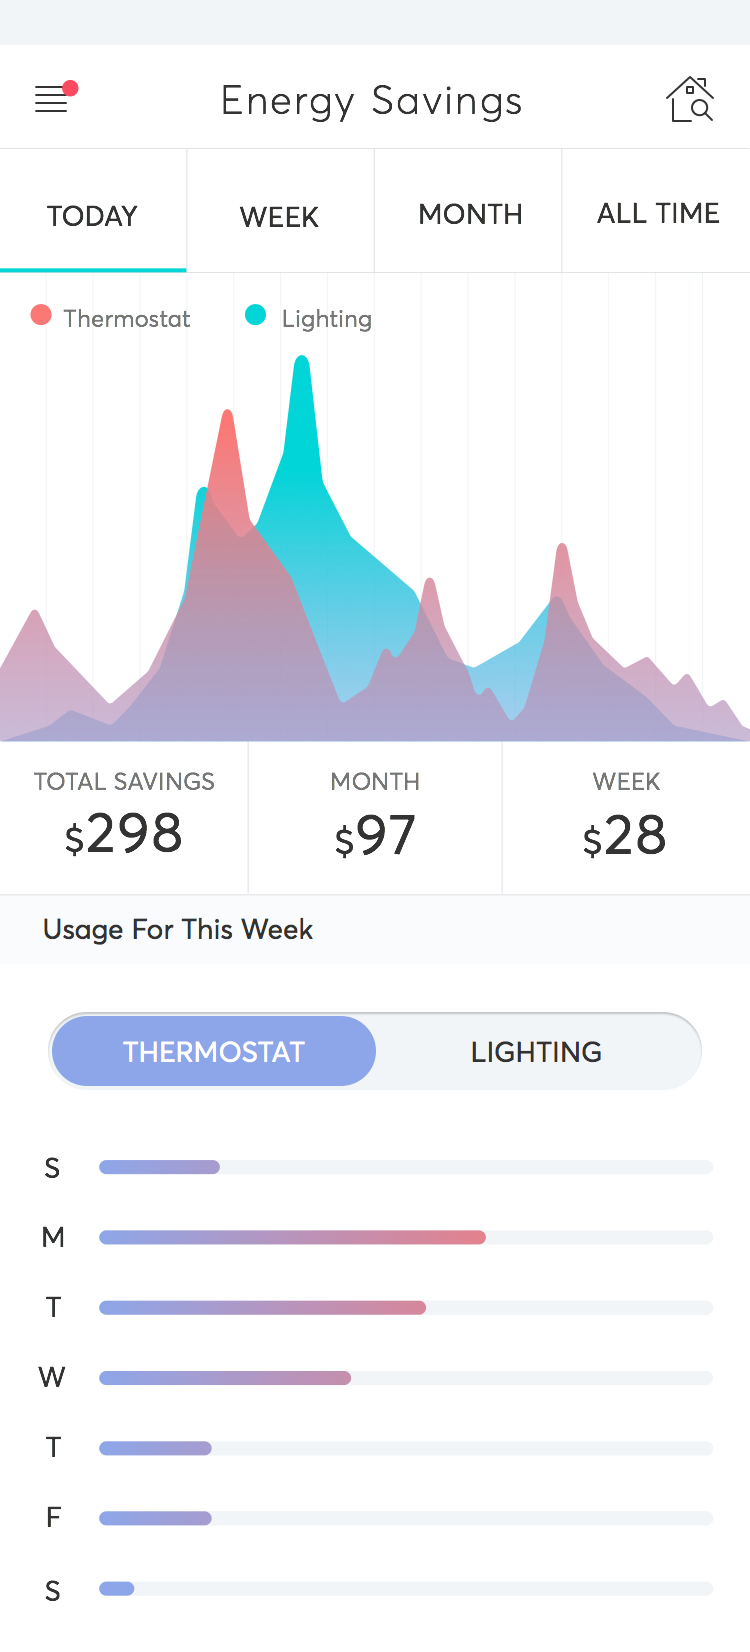 Energy Savings
TODAY WEEK MONTH ALL TIME
Thermostat Lighting
TOTAL SAVINGS MONTH WEEK
$298 $97 $28
Usage For This Week
THERMOSTAT LIGHTING
S
M
T
W
T
F
S